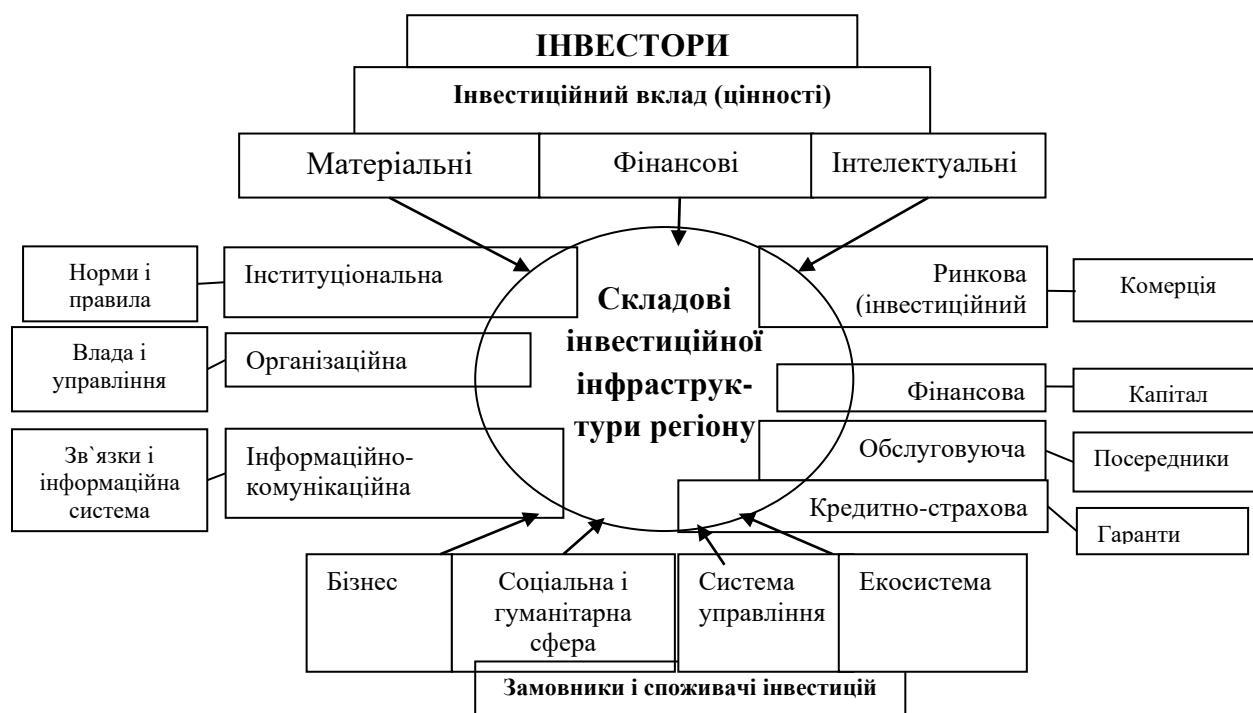 ІНВЕСТОРИ
Інвестиційний вклад (цінності)
Матеріальні
Фінансові
Інтелектуальні
Норми і
правила
Інституціональна
Влада і
управління
Організаційна
Зв`язки і
інформаційна
система
Інформаційно-
комунікаційна
Складові
інвестиційної
інфраструк-
тури регіону
Ринкова
(інвестиційний
Комерція
Фінансова
Капітал
Обслуговуюча
Посередники
Кредитно-страхова
Гаранти
Бізнес
Соціальна і
гуманітарна
сфера
Система
управління
Екосистема
Замовники і споживачі інвестицій